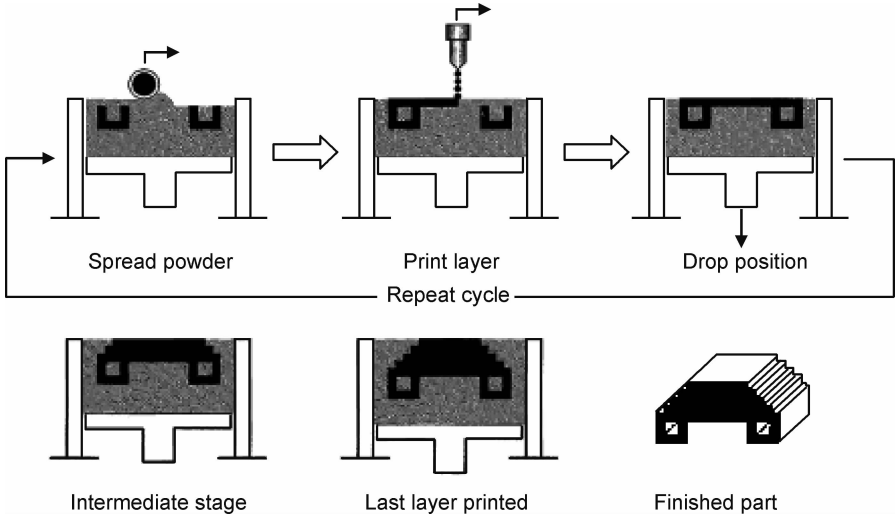 Spread powder
Print layer
Drop position
Repeat cycle
Intermediate stage
Last layer printed
Finished part